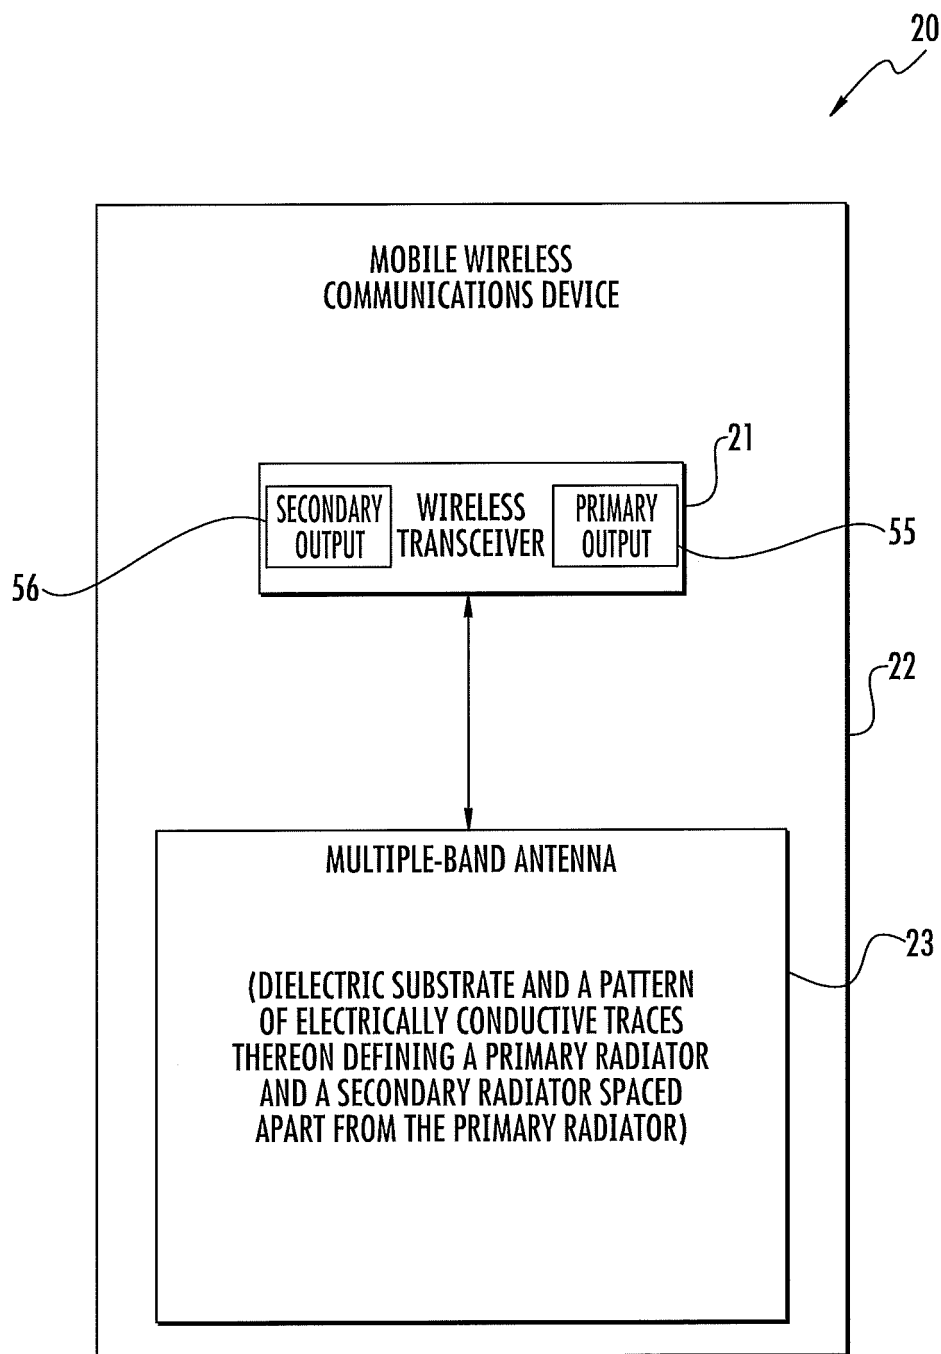 20
MOBILE WIRELESS
COMMUNICATIONS DEVICE
21
SECONDARY
OUTPUT
WIRELESS
TRANSCEIVER
PRIMARY
OUTPUT
55
56
22
MULTIPLE-BAND ANTENNA
23
(DIELECTRIC SUBSTRATE AND A PATTERN
OF ELECTRICALLY CONDUCTIVE TRACES
THEREON DEFINING A PRIMARY RADIATOR
AND A SECONDARY RADIATOR SPACED
APART FROM THE PRIMARY RADIATOR)